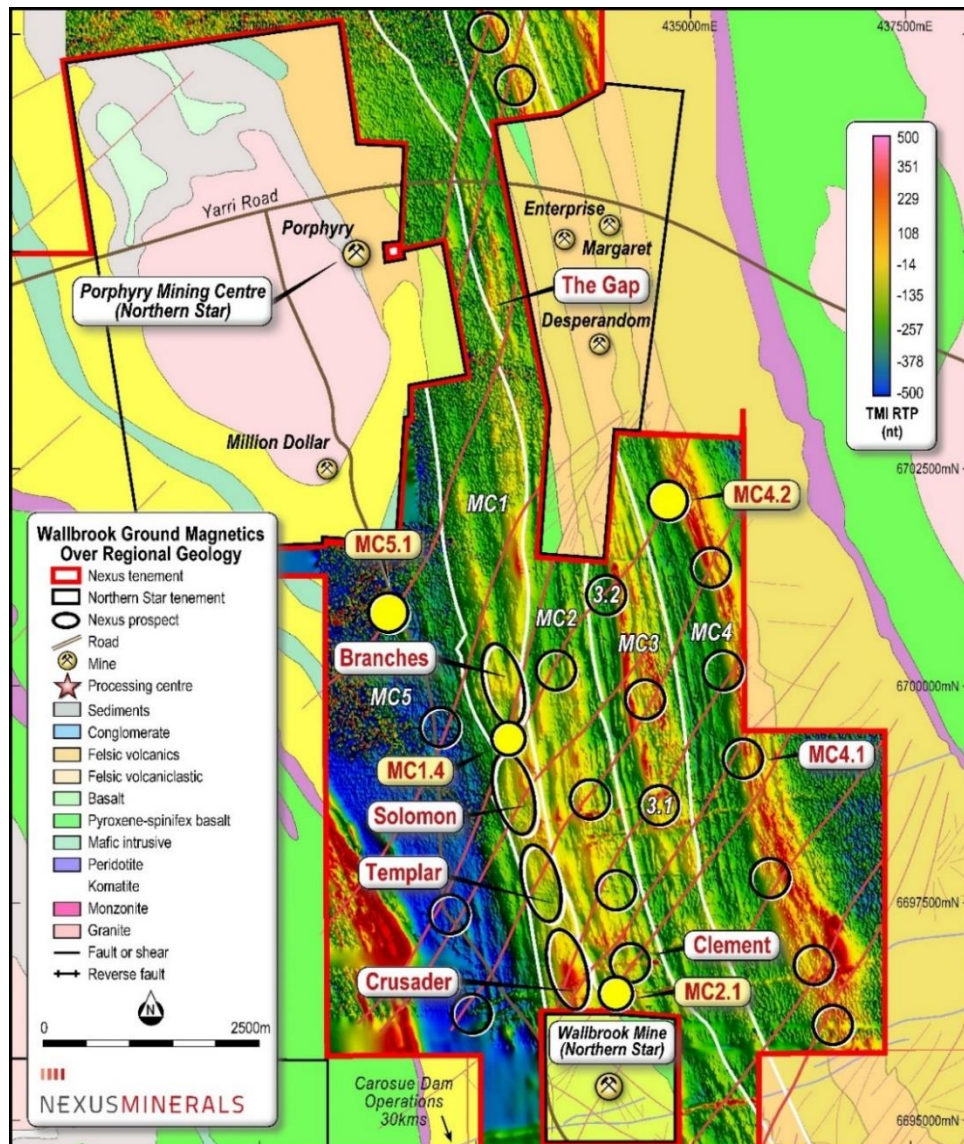 435000mE
437500mE
500
351
229
108
-14
-135
-257
-378
-500
TMI RTP
(nt)
Yarri Road
Porphyry
Porphyry Mining Centre
(Northern Star)
Enterprise
Margaret
The Gap
Desperandom
Million Dollar
6702500mN
MC1
MC4.2
MC5.1
MC2
3.2
MC3
MC4
Branches
MC5
6700000mN
MC1.4
MC4.1
Solomon
3.1
Templar
6697500mN
Clement
Crusader
MC2.1
Wallbrook Mine
(Northern Star)
Carosue Dam
Operations
30kms
6695000mN
Wallbrook Ground Magnetics
Over Regional Geology
Nexus tenement
Northern Star tenement
Nexus prospect
Road
Mine
Processing centre
Sediments
Conglomerate
Felsic volcanics
Felsic volcaniclastic
Basalt
Pyroxene-spinifex basalt
Mafic intrusive
Peridotite
Komatite
Monzonite
Granite
Fault or shear
Reverse fault
N
0 2500m
NEXUSMINERALS